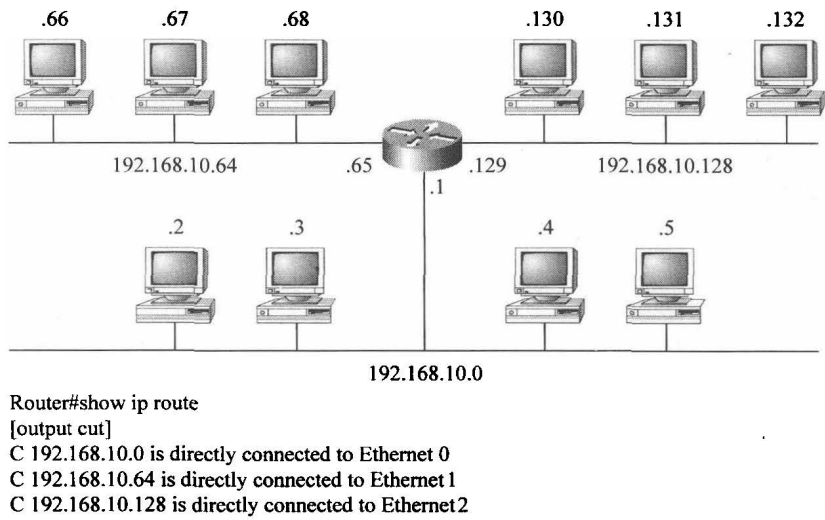 .66 .67 .68 .130 .131 .132
192.168.10.64 .65 .129 192.168.10.128
.1
.2 .3 .4 .5
192.168.10.0
Router#show ip route
[output cut]
C 192.168.10.0 is directly connected to Ethernet 0
C 192.168.10.64 is directly connected to Ethernet 1
C 192.168.10.128 is directly connected to Ethernet2